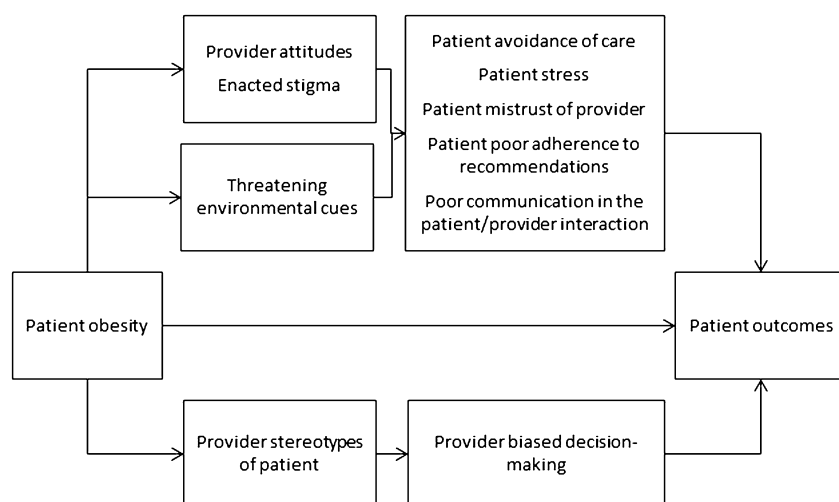 Provider attitudes
Enacted stigma
Threatening
environmental cues
Patient avoidance of care
Patient stress
Patient mistrust of provider
Patient poor adherence to
recommendations
Poor communication in the
patient/provider interaction
Patient obesity
Patient outcomes
Provider stereotypes
of patient
Provider biased decision-
making